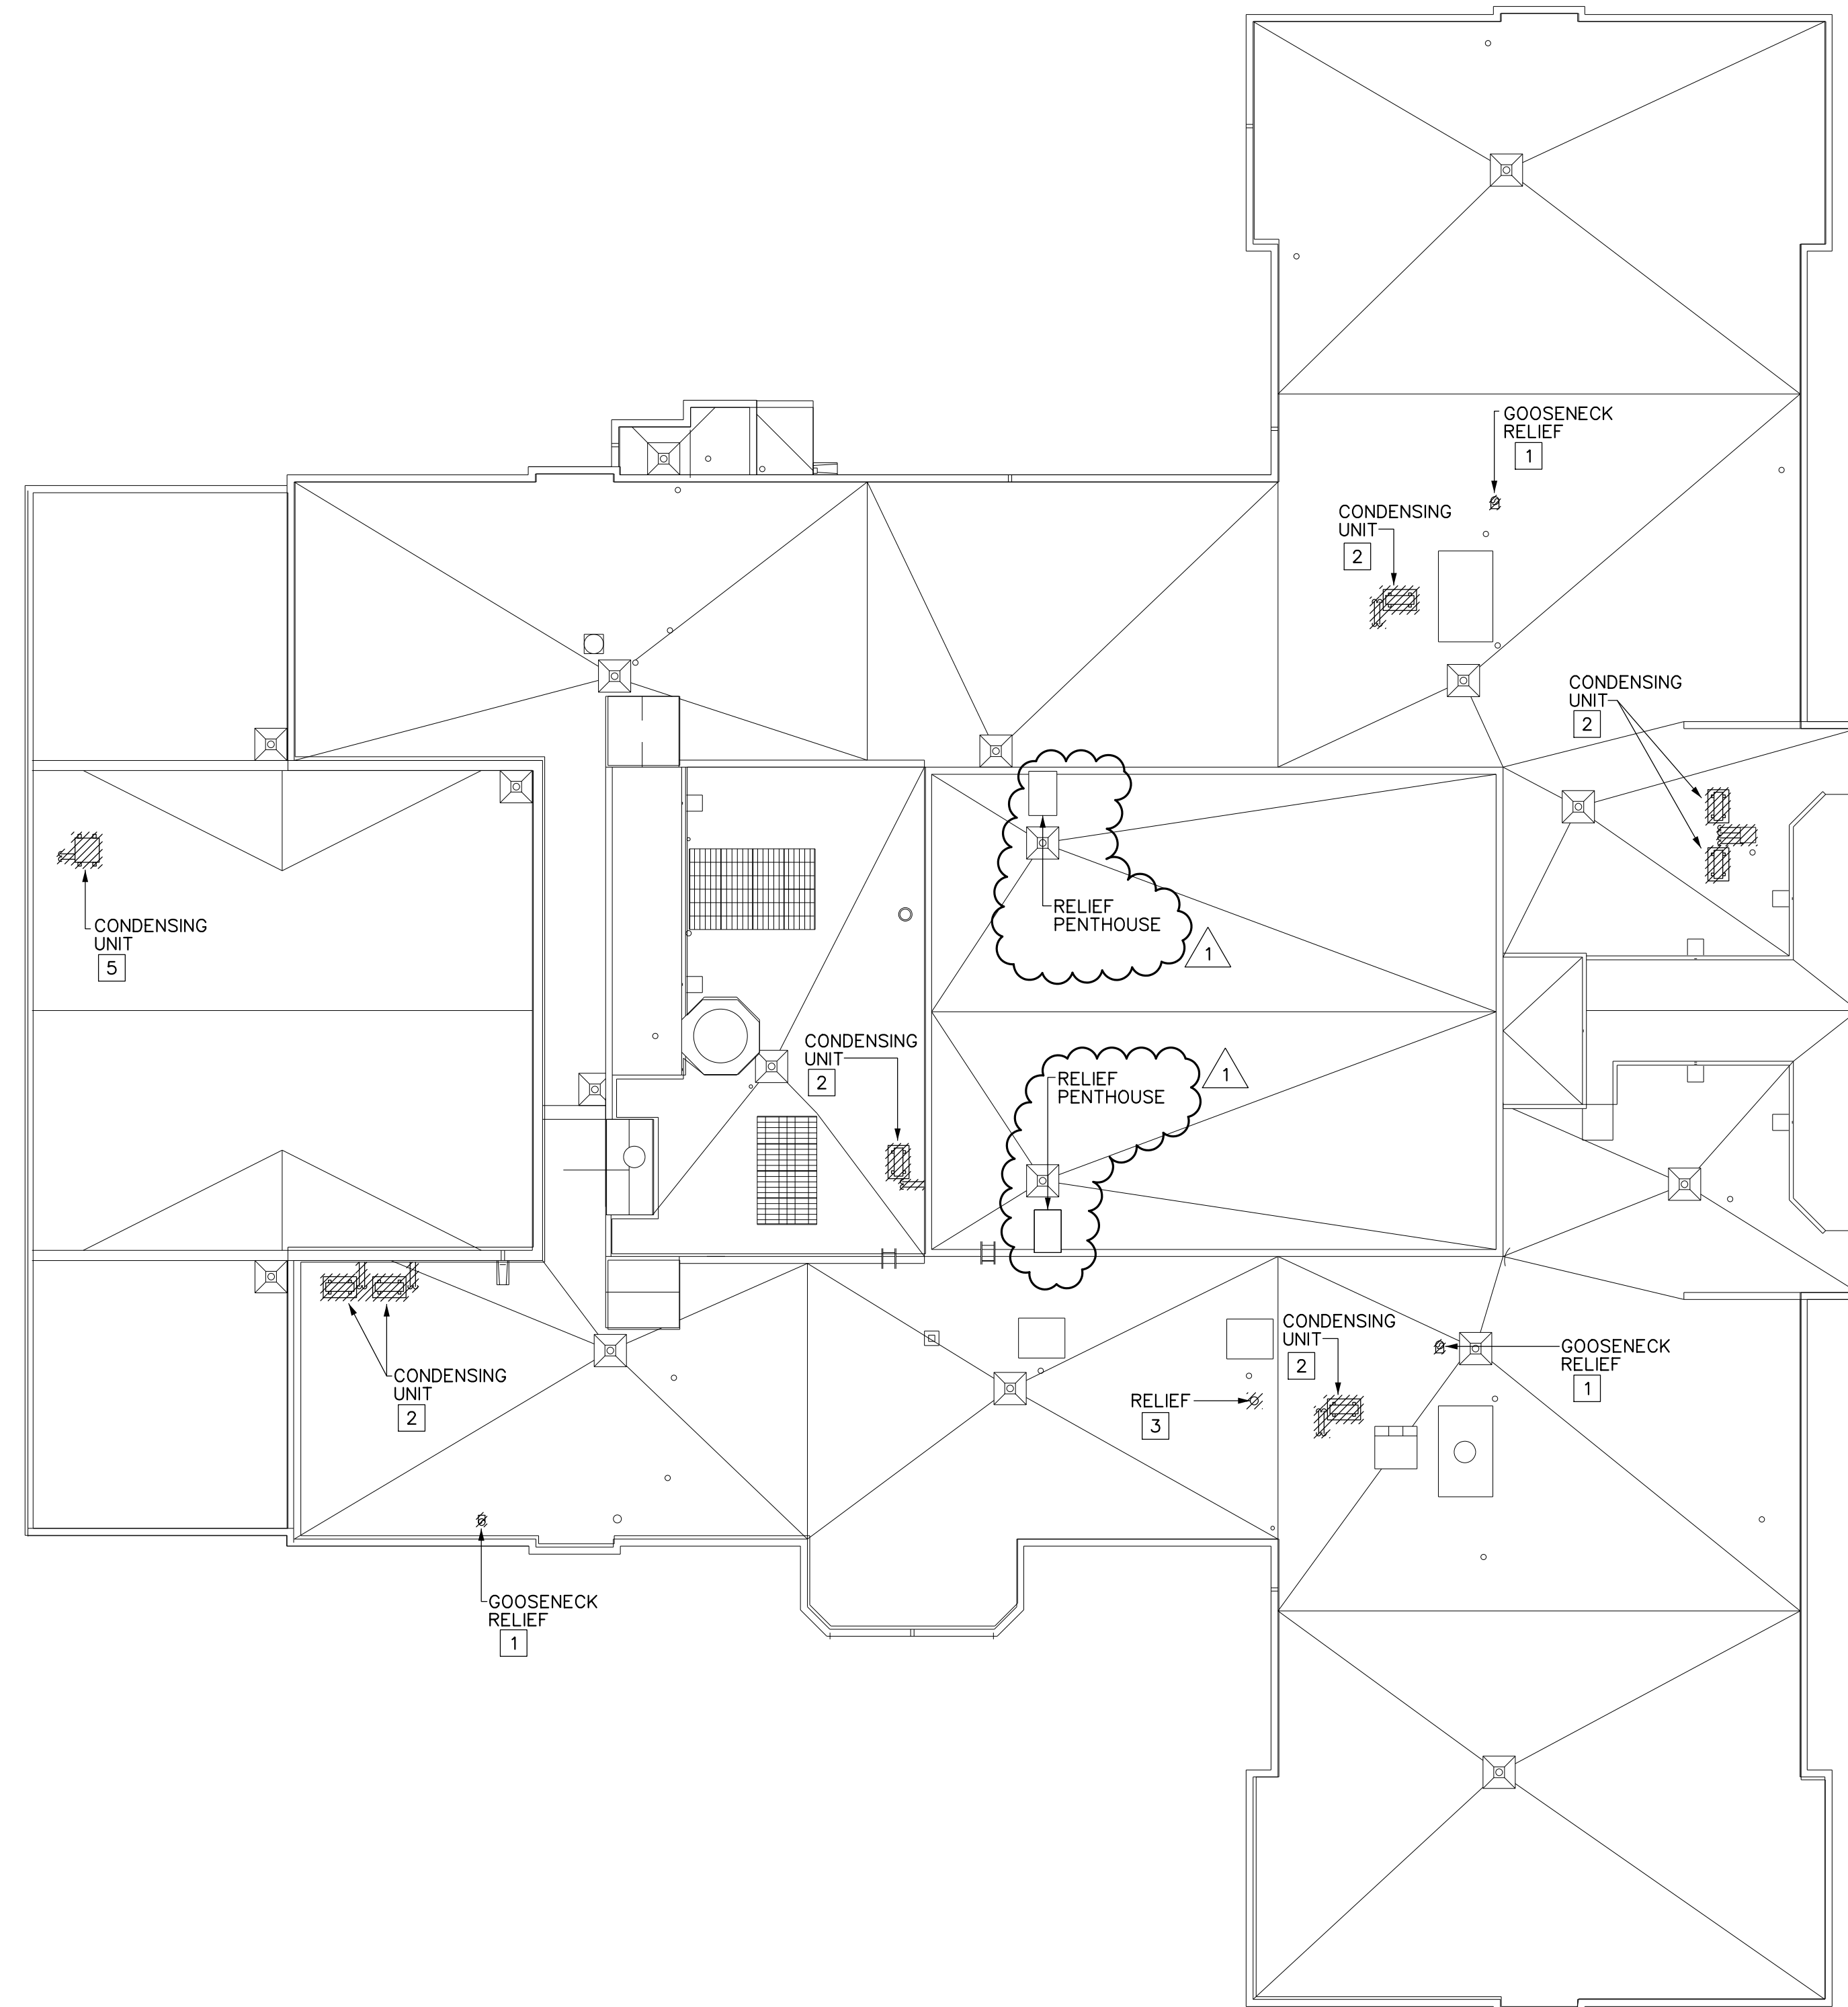 GOOSENECK
RELIEF
1
CONDENSING
UNIT
2
CONDENSING
UNIT
2
RELIEF
PENTHOUSE
1
CONDENSING
UNIT
5
CONDENSING
UNIT
2
RELIEF
PENTHOUSE
1
CONDENSING
UNIT
2
GOOSENECK
RELIEF
1
CONDENSING
UNIT
2
RELIEF
3
GOOSENECK
RELIEF
1